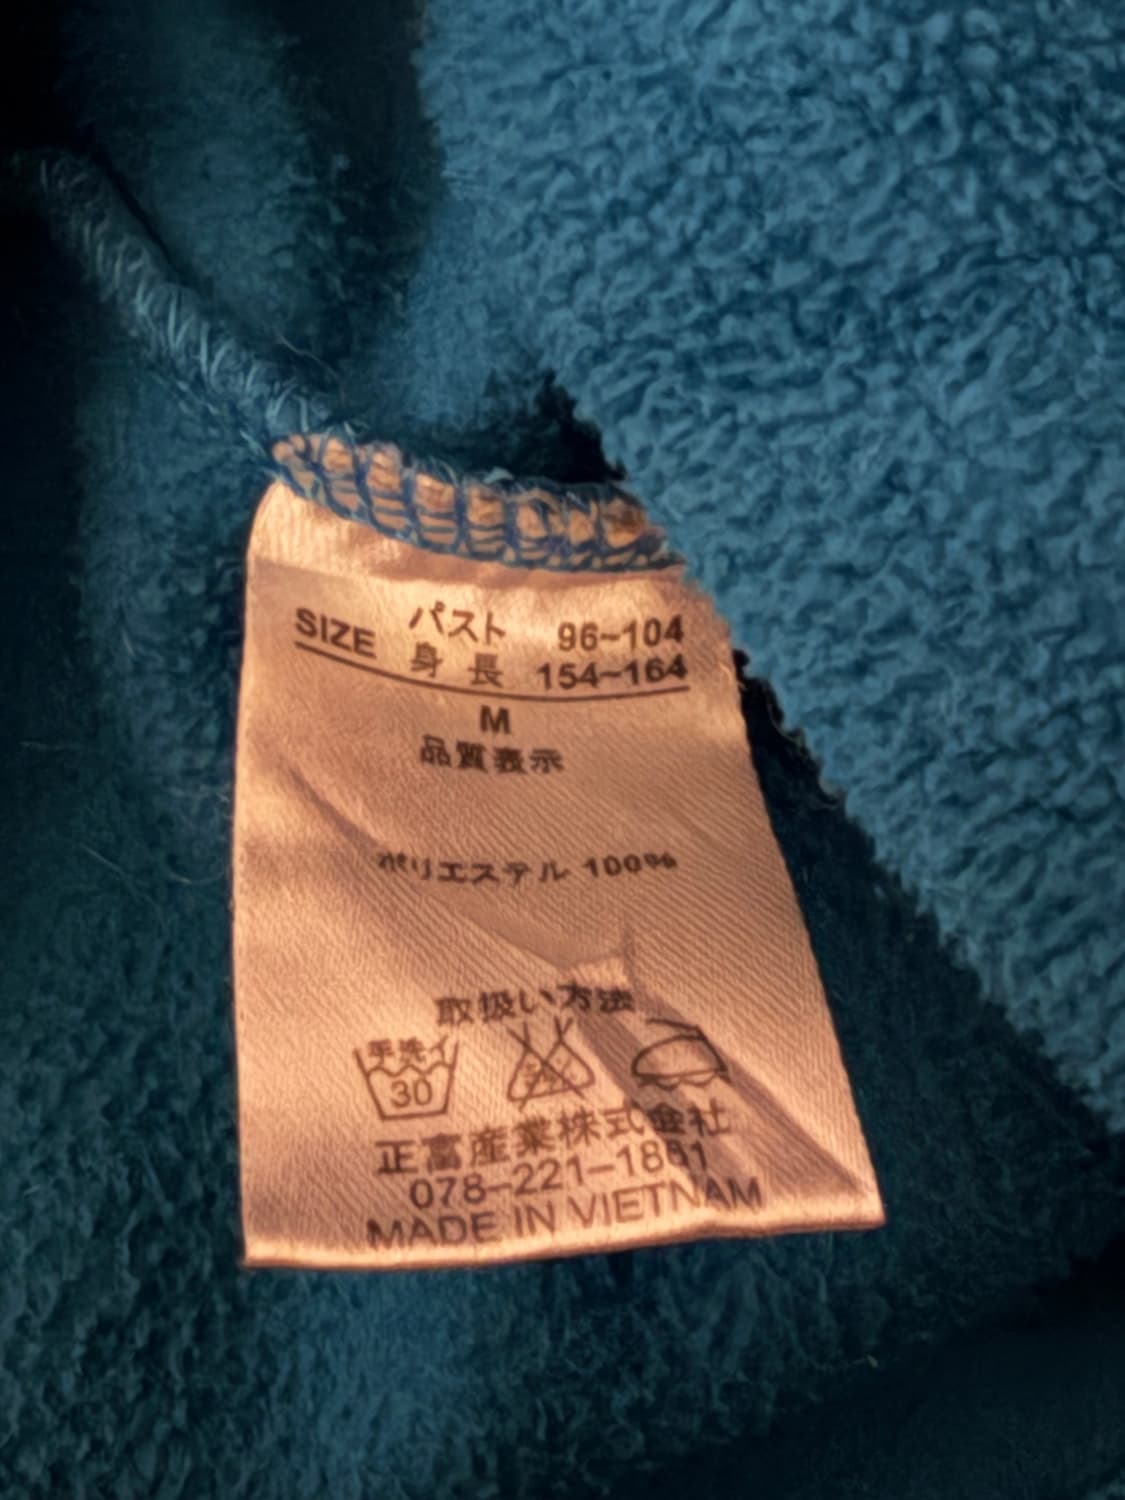 SIZE パスト 96~104
身長 154~164
M
品質表示
ポリエステル 100%
取扱い方法
手洗イ
30
正富産業株式会社
078-221-1861
MADE IN VIETNAM